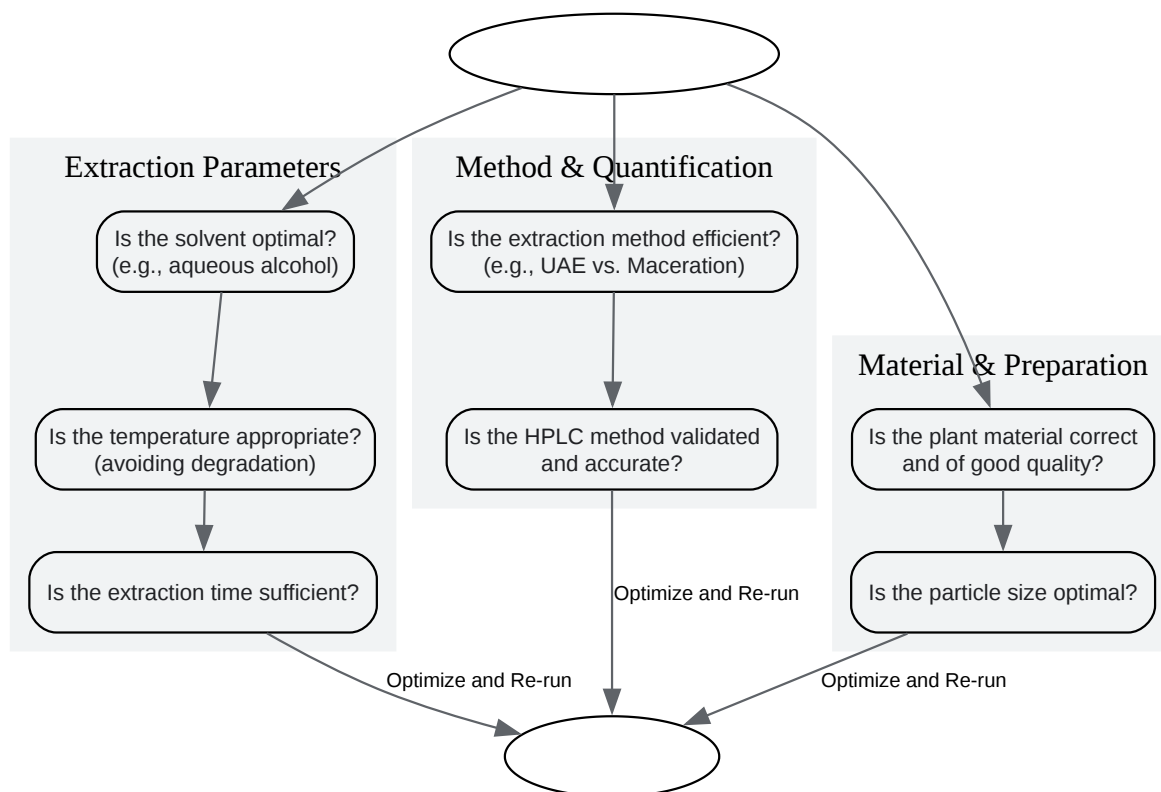 Extraction Parameters
Is the solvent optimal?
(e.g., aqueous alcohol)
Is the temperature appropriate?
(avoiding degradation)
Is the extraction time sufficient?
Method & Quantification
Is the extraction method efficient?
(e.g., UAE vs. Maceration)
Is the HPLC method validated
and accurate?
Material & Preparation
Is the plant material correct
and of good quality?
Is the particle size optimal?
Optimize and Re-run
Optimize and Re-run
Optimize and Re-run